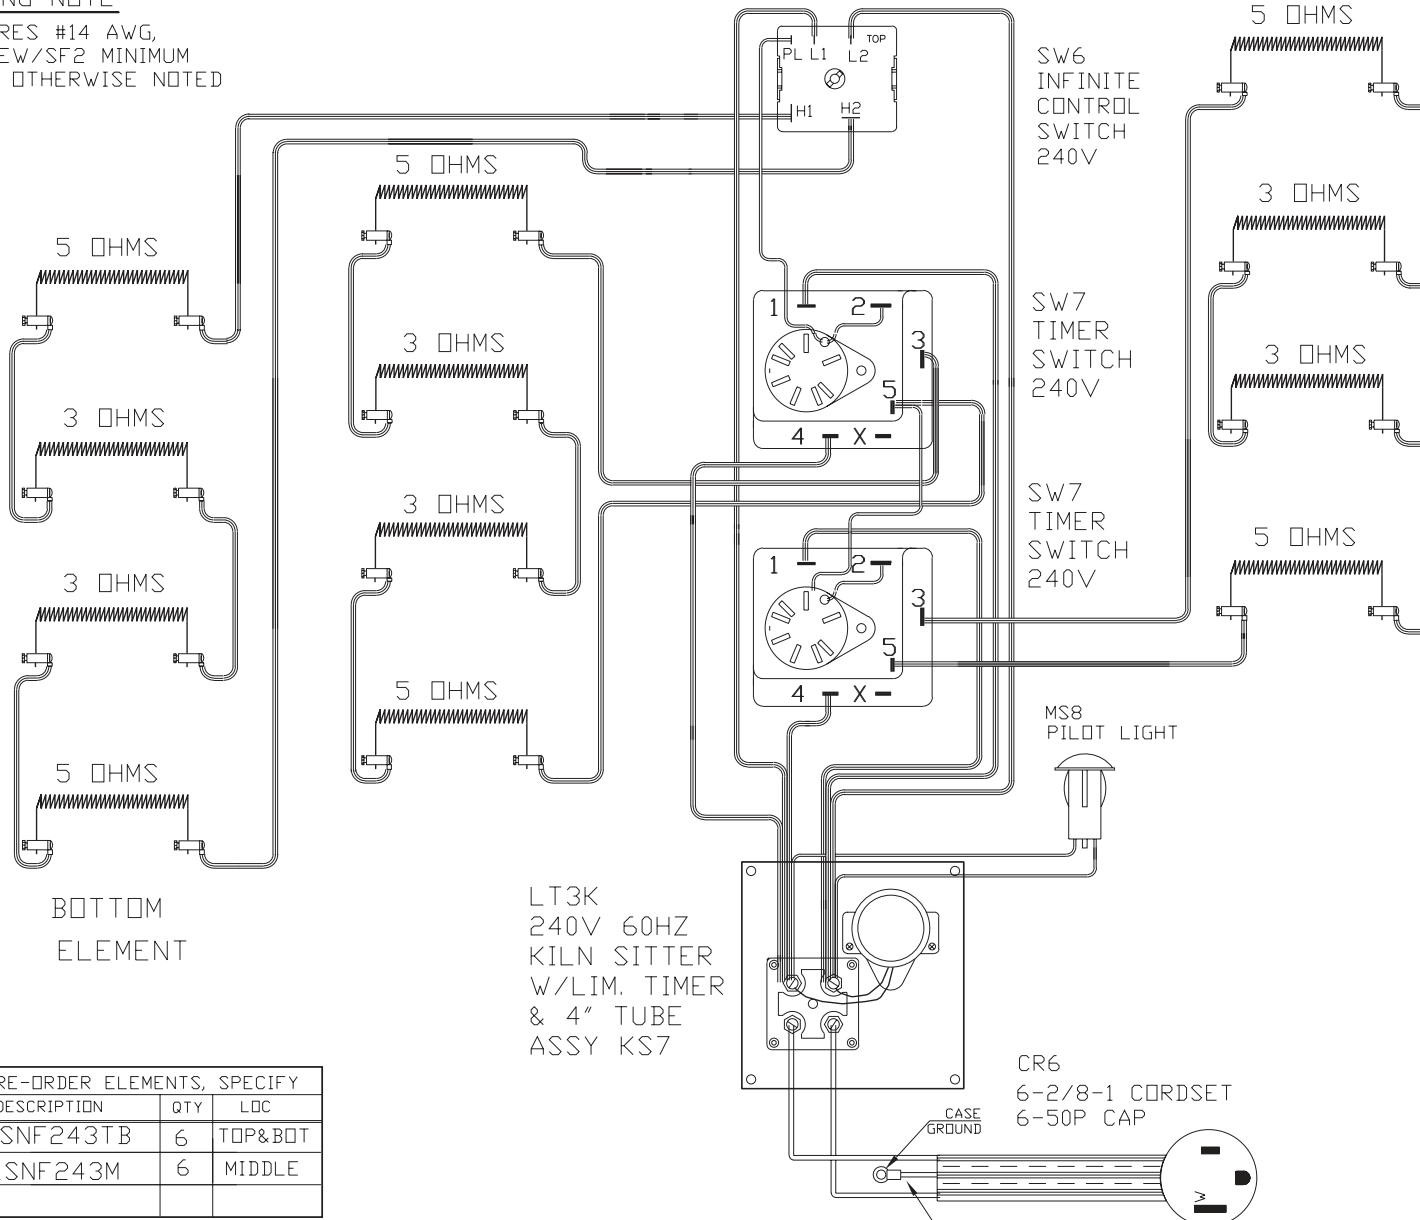 RES #14 AWG,
EW/SF2 MINIMUM
OTHERWISE NOTED
5 OHMS
3 OHMS
3 OHMS
5 OHMS
BOTTOM
ELEMENT
5 OHMS
3 OHMS
3 OHMS
5 OHMS
PL L1 L2 TOP
H1 H2
SW6
INFINITE
CONTROL
SWITCH
240V
1 2
3
5
4 X
SW7
TIMER
SWITCH
240V
1 2
3
5
4 X
SW7
TIMER
SWITCH
240V
5 OHMS
3 OHMS
3 OHMS
5 OHMS
MS8
PILOT LIGHT
LT3K
240V 60HZ
KILN SITTER
W/LIM. TIMER
& 4" TUBE
ASSY KS7
CR6
6-2/8-1 CORDSET
6-50P CAP
CASE
GROUND
W
RE-ORDER ELEMENTS, SPECIFY
DESCRIPTION QTY LOC
SNF243TB 6 TOP&BOT
SNF243M 6 MIDDLE